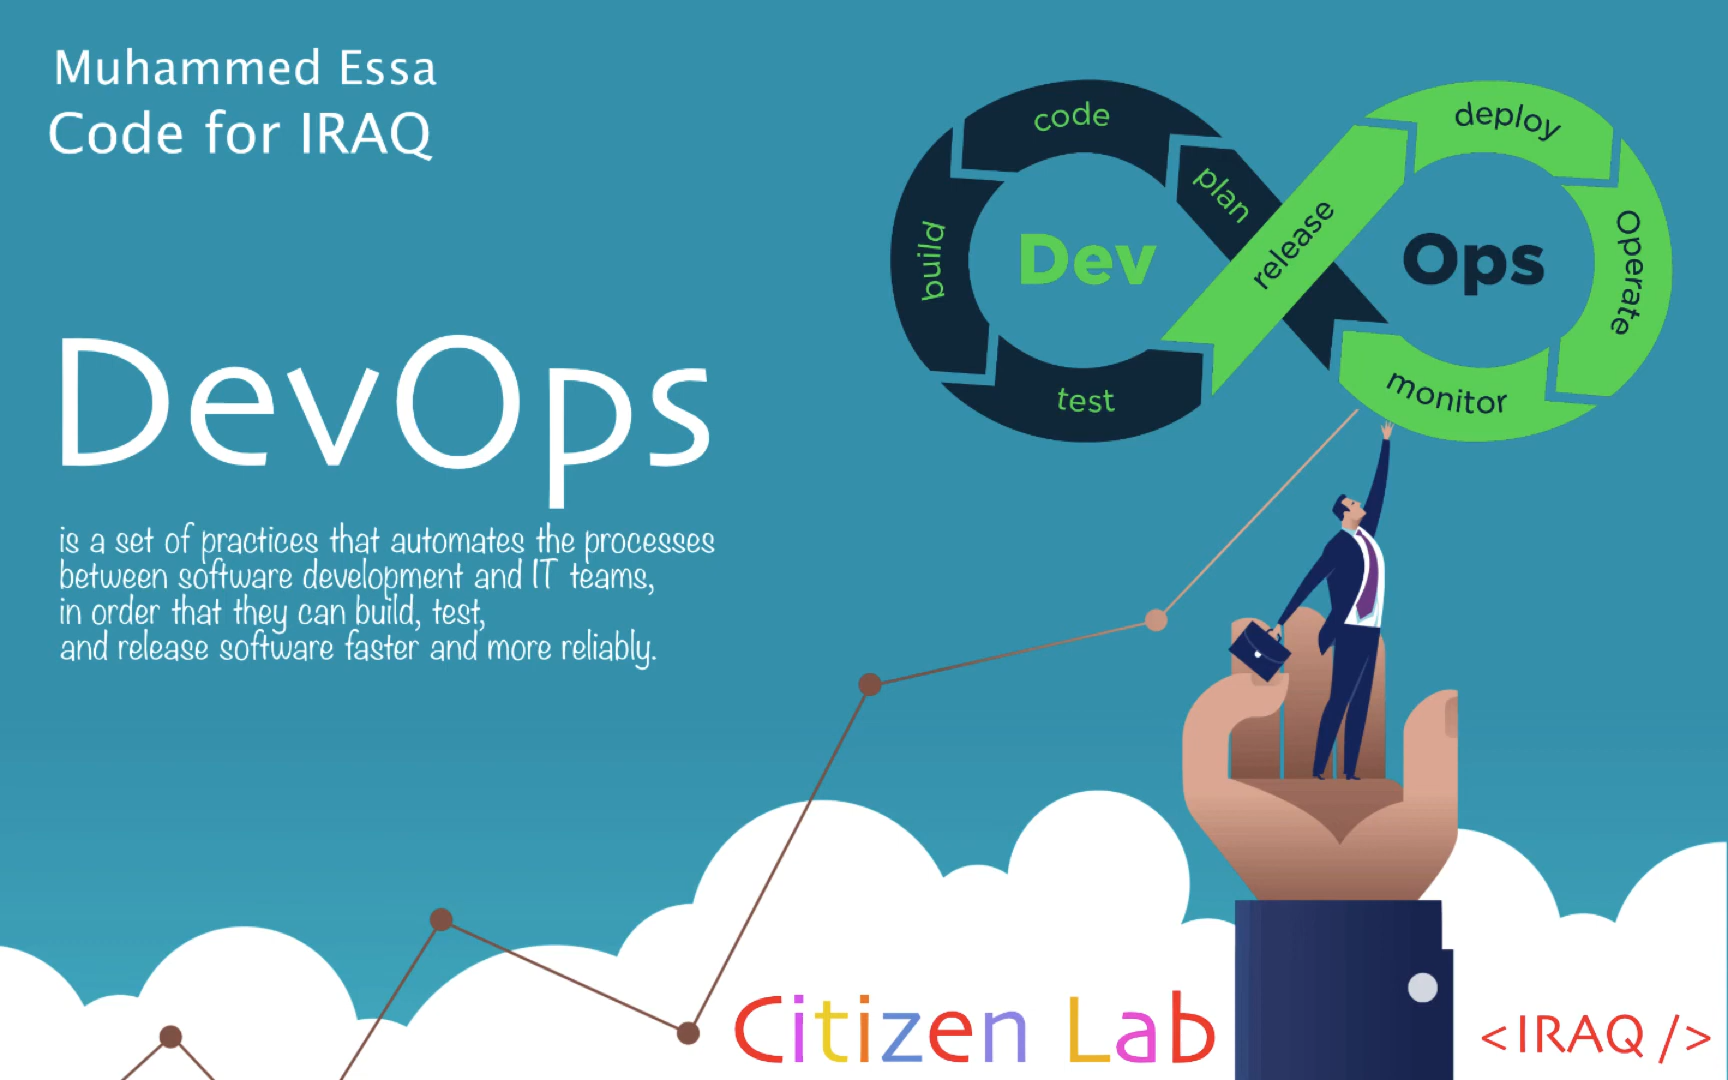 Muhammed Essa
Code for IRAQ
DevOps
is a set of practices that automates the processes
between software development and IT teams,
in order that they can build, test,
and release software faster and more reliably.
code
plan
build
Dev
test
release
deploy
Operate
Ops
monitor
Citizen Lab
<IRAQ />